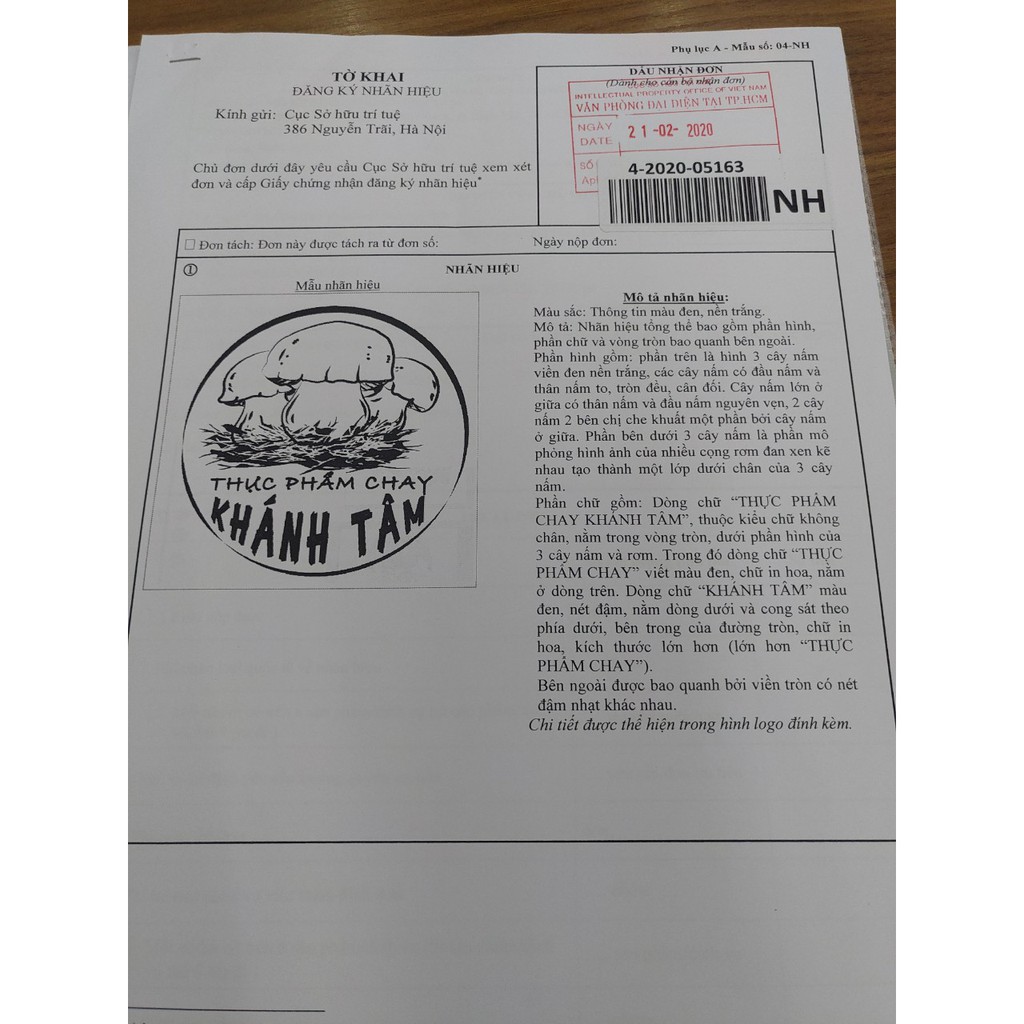 Phụ lục A - Mẫu số: 04-NH
TỜ KHAI
ĐĂNG KÝ NHÃN HIỆU
Kính gửi: Cục Sở hữu trí tuệ
386 Nguyễn Trãi, Hà Nội
Chủ đơn dưới đây yêu cầu Cục Sở hữu trí tuệ xem xét
đơn và cấp Giấy chứng nhận đăng ký nhãn hiệu*
DẤU NHẬN ĐƠN
(Dành cho cán bộ nhận đơn)
INTELLECTUAL PROPERTY OFFICE OF VIET NAM
VĂN PHÒNG ĐẠI DIỆN TẠI TP.HCM
NGÀY
DATE
21-02-2020
SỐ
4-2020-05163
NH
Đơn tách: Đơn này được tách ra từ đơn số:
Ngày nộp đơn:
①
NHÃN HIỆU
Mẫu nhãn hiệu
THỰC PHẨM CHAY
KHÁNH TÂM
Mô tả nhãn hiệu:
Màu sắc: Thông tin màu đen, nền trắng.
Mô tả: Nhãn hiệu tổng thể bao gồm phần hình,
phần chữ và vòng tròn bao quanh bên ngoài.
Phần hình gồm: phần trên là hình 3 cây nấm
viền đen nền trắng, các cây nấm có đầu nấm và
thân nấm to, tròn đều, cân đối. Cây nấm lớn ở
giữa có thân nấm và đầu nấm nguyên vẹn, 2 cây
nấm 2 bên chị che khuất một phần bởi cây nấm
ở giữa. Phần bên dưới 3 cây nấm là phần mô
phỏng hình ảnh của nhiều cọng rơm đan xen kẽ
nhau tạo thành một lớp dưới chân của 3 cây
nấm.
Phần chữ gồm: Dòng chữ “THỰC PHẨM
CHAY KHÁNH TÂM”, thuộc kiểu chữ không
chân, nằm trong vòng tròn, dưới phần hình của
3 cây nấm và rơm. Trong đó dòng chữ “THỰC
PHẨM CHAY” viết màu đen, chữ in hoa, nằm
ở dòng trên. Dòng chữ “KHÁNH TÂM” màu
đen, nét đậm, nằm dòng dưới và cong sát theo
phía dưới, bên trong của đường tròn, chữ in
hoa, kích thước lớn hơn (lớn hơn “THỰC
PHẨM CHAY”).
Bên ngoài được bao quanh bởi viền tròn có nét
đậm nhạt khác nhau.
Chi tiết được thể hiện trong hình logo đính kèm.